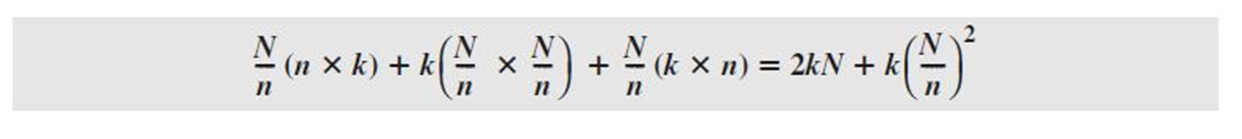 N/n (n × k) + k(N/n × N/n) + N/n (k × n) = 2kN + k(N/n)²